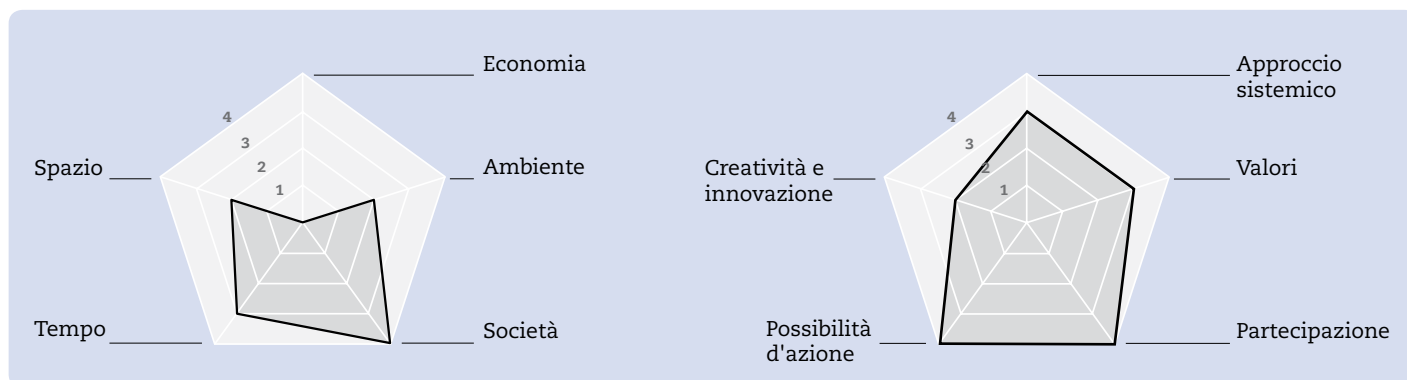 Economia
4
3
Spazio
2
Ambiente
1
Tempo
Società
Approccio
sistemico
4
3
Creatività e
innovazione
2
Valori
1
Possibilità
d'azione
Partecipazione